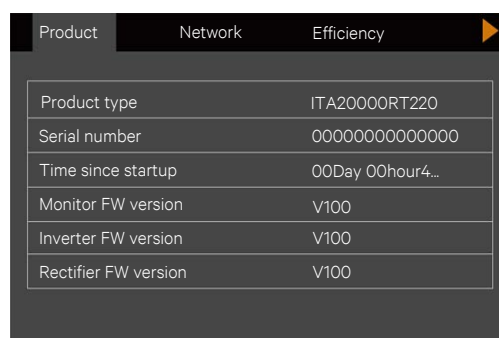 Product Network Efficiency
Product type ITA20000RT220
Serial number 00000000000000
Time since startup 00Day 00hour4...
Monitor FW version V100
Inverter FW version V100
Rectifier FW version V100